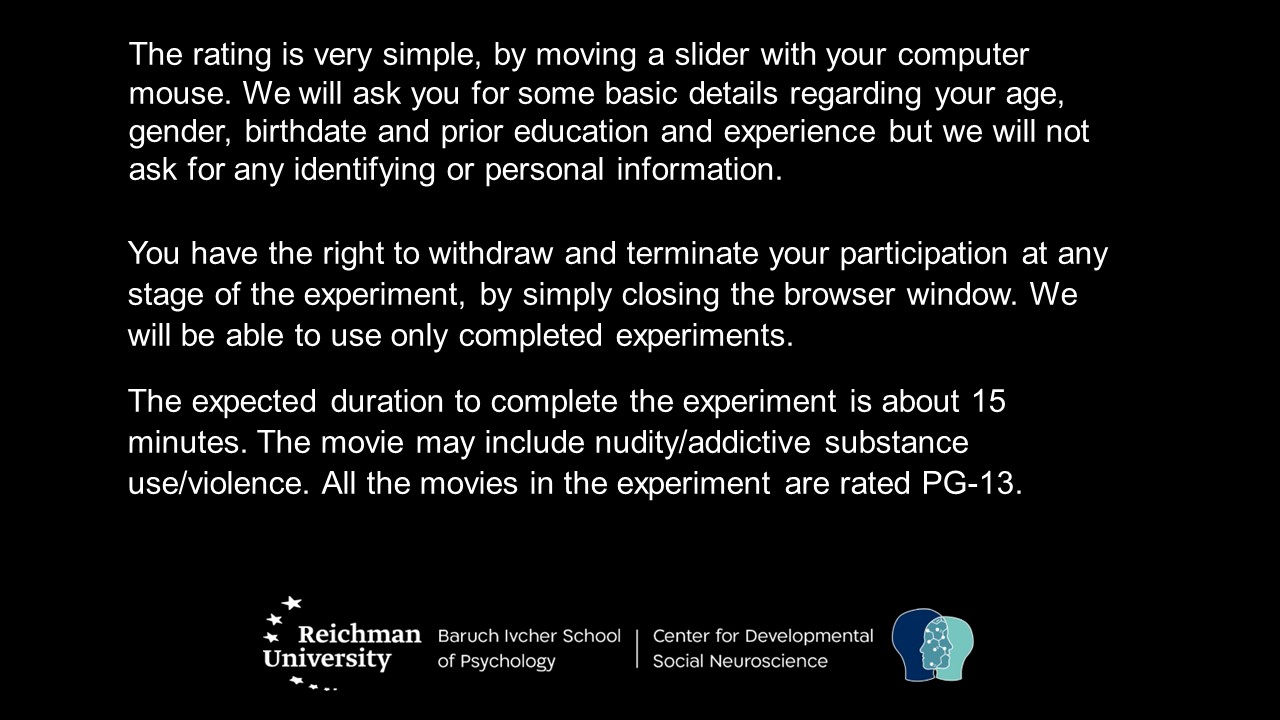 The rating is very simple, by moving a slider with your computer
mouse. We will ask you for some basic details regarding your age,
gender, birthdate and prior education and experience but we will not
ask for any identifying or personal information.
You have the right to withdraw and terminate your participation at any
stage of the experiment, by simply closing the browser window. We
will be able to use only completed experiments.
The expected duration to complete the experiment is about 15
minutes. The movie may include nudity/addictive substance
use/violence. All the movies in the experiment are rated PG-13.
Reichman
University
Baruch Ivcher School
of Psychology
Center for Developmental
Social Neuroscience